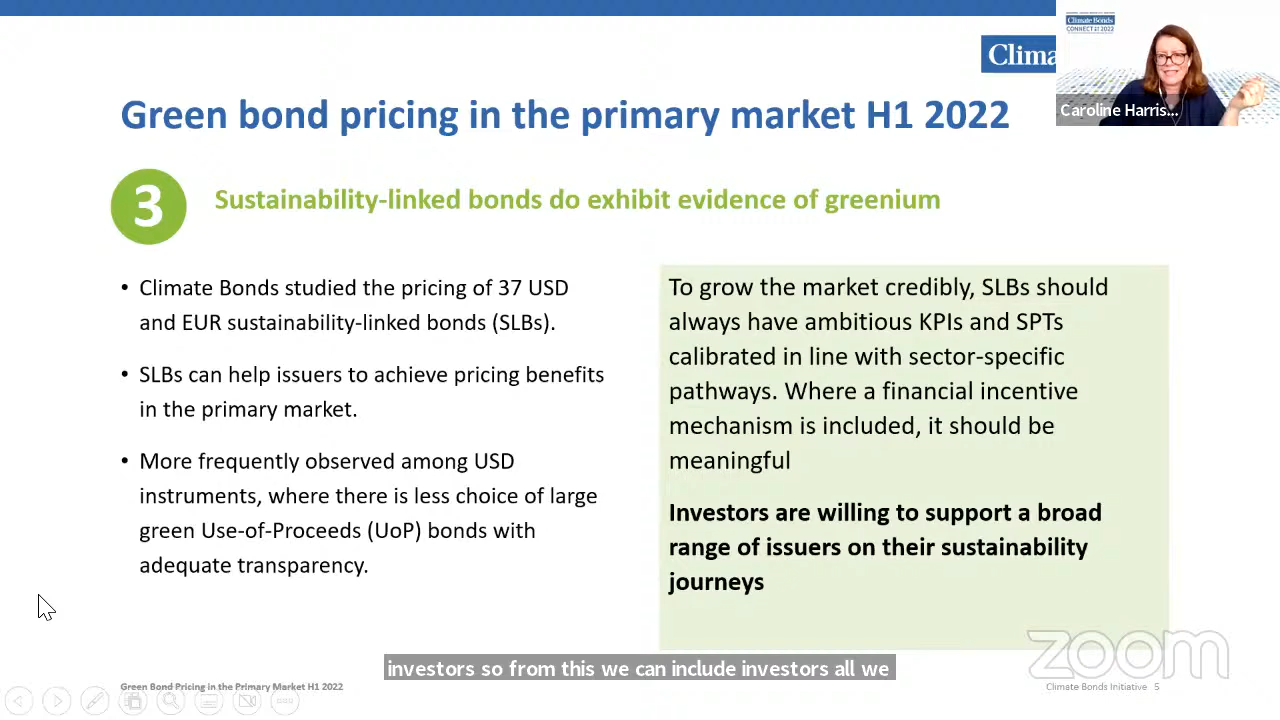 Climate Bonds
CONNECT 2022
Clima
Caroline Harris...
Green bond pricing in the primary market H1 2022
3
Sustainability-linked bonds do exhibit evidence of greenium
• Climate Bonds studied the pricing of 37 USD
and EUR sustainability-linked bonds (SLBs).
• SLBs can help issuers to achieve pricing benefits
in the primary market.
• More frequently observed among USD
instruments, where there is less choice of large
green Use-of-Proceeds (UoP) bonds with
adequate transparency.
To grow the market credibly, SLBs should
always have ambitious KPIs and SPTs
calibrated in line with sector-specific
pathways. Where a financial incentive
mechanism is included, it should be
meaningful
Investors are willing to support a broad
range of issuers on their sustainability
journeys
zoom
investors so from this we can include investors all we
Green Bond Pricing in the Primary Market H1 2022
Climate Bonds Initiative 5